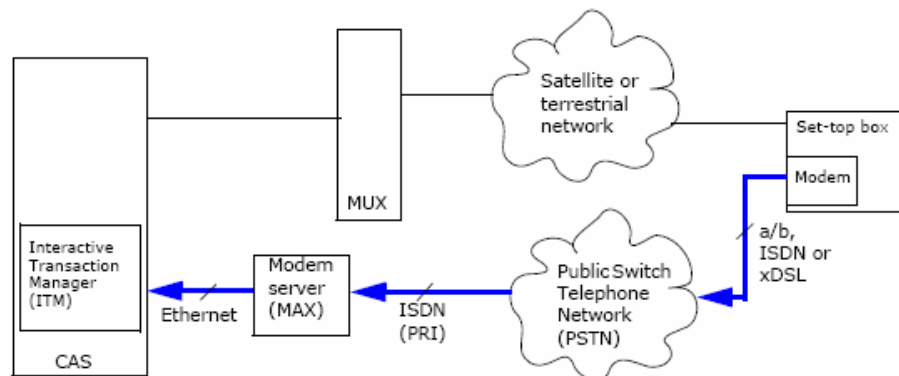 Satellite or
terrestrial
network
Set-top box
Modem
MUX
a/b,
ISDN or
xDSL
Interactive
Transaction
Manager
(ITM)
Ethernet
Modem
server
(MAX)
ISDN
(PRI)
Public Switch
Telephone
Network
(PSTN)
CAS